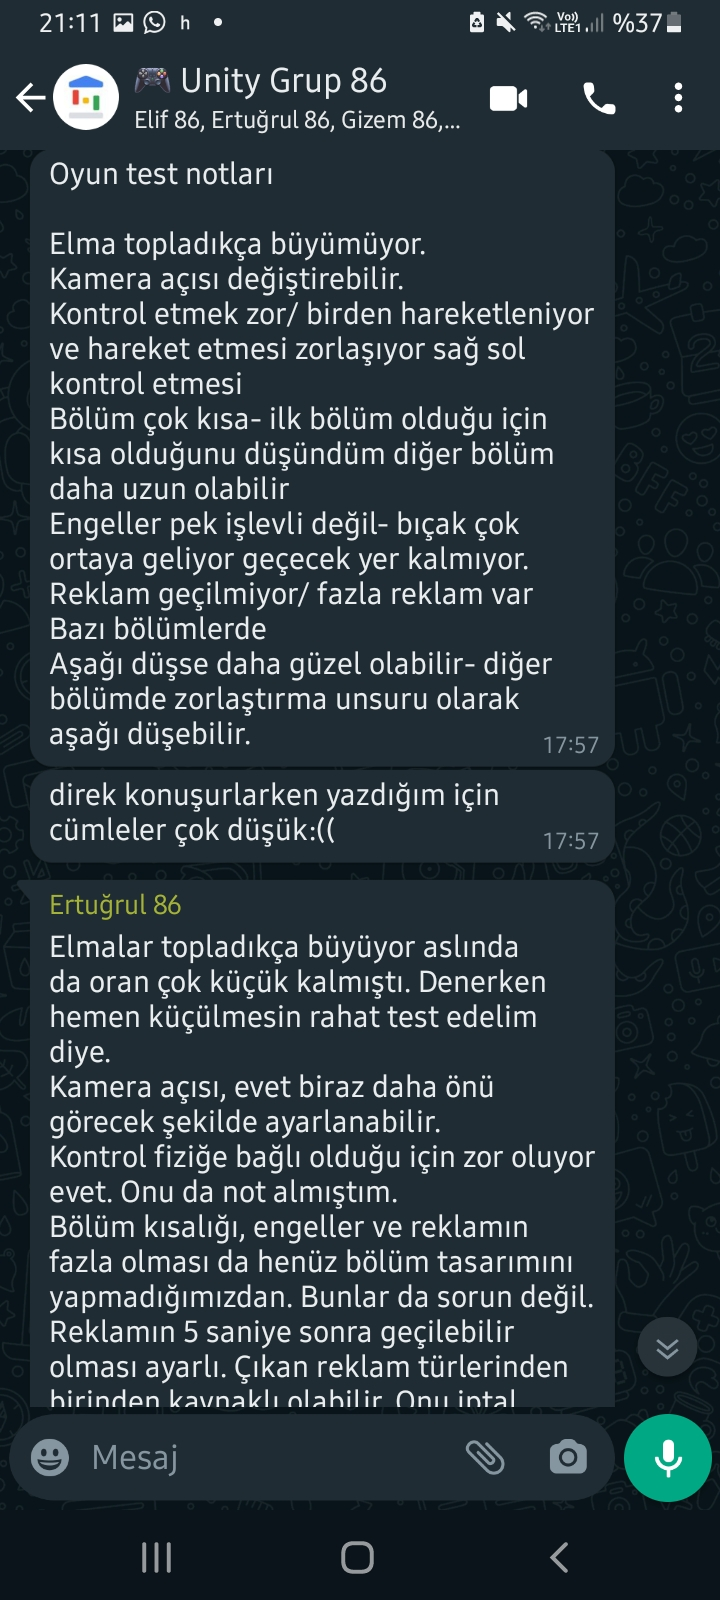 21:11 h %37
Vo)) LTE1
🎮 Unity Grup 86
Elif 86, Ertuğrul 86, Gizem 86,...
Oyun test notları
Elma topladıkça büyümüyor.
Kamera açısı değiştirebilir.
Kontrol etmek zor/ birden hareketleniyor
ve hareket etmesi zorlaşıyor sağ sol
kontrol etmesi
Bölüm çok kısa- ilk bölüm olduğu için
kısa olduğunu düşündüm diğer bölüm
daha uzun olabilir
Engeller pek işlevli değil- bıçak çok
ortaya geliyor geçecek yer kalmıyor.
Reklam geçilmiyor/ fazla reklam var
Bazı bölümlerde
Aşağı düşse daha güzel olabilir- diğer
bölümde zorlaştırma unsuru olarak
aşağı düşebilir.
17:57
direk konuşurlarken yazdığım için
cümleler çok düşük:((
17:57
Ertuğrul 86
Elmalar topladıkça büyüyor aslında
da oran çok küçük kalmıştı. Denerken
hemen küçülmesin rahat test edelim
diye.
Kamera açısı, evet biraz daha önü
görecek şekilde ayarlanabilir.
Kontrol fiziğe bağlı olduğu için zor oluyor
evet. Onu da not almıştım.
Bölüm kısalığı, engeller ve reklamın
fazla olması da henüz bölüm tasarımını
yapmadığımızdan. Bunlar da sorun değil.
Reklamın 5 saniye sonra geçilebilir
olması ayarlı. Çıkan reklam türlerinden
birinden kaynaklı olabilir. Onu iptal
Mesaj